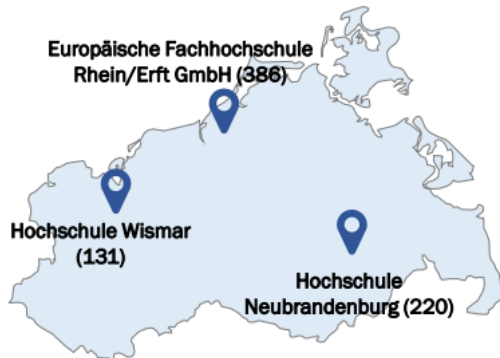 Europäische Fachhochschule
Rhein/Erft GmbH (386)
Hochschule Wismar
(131)
Hochschule
Neubrandenburg (220)